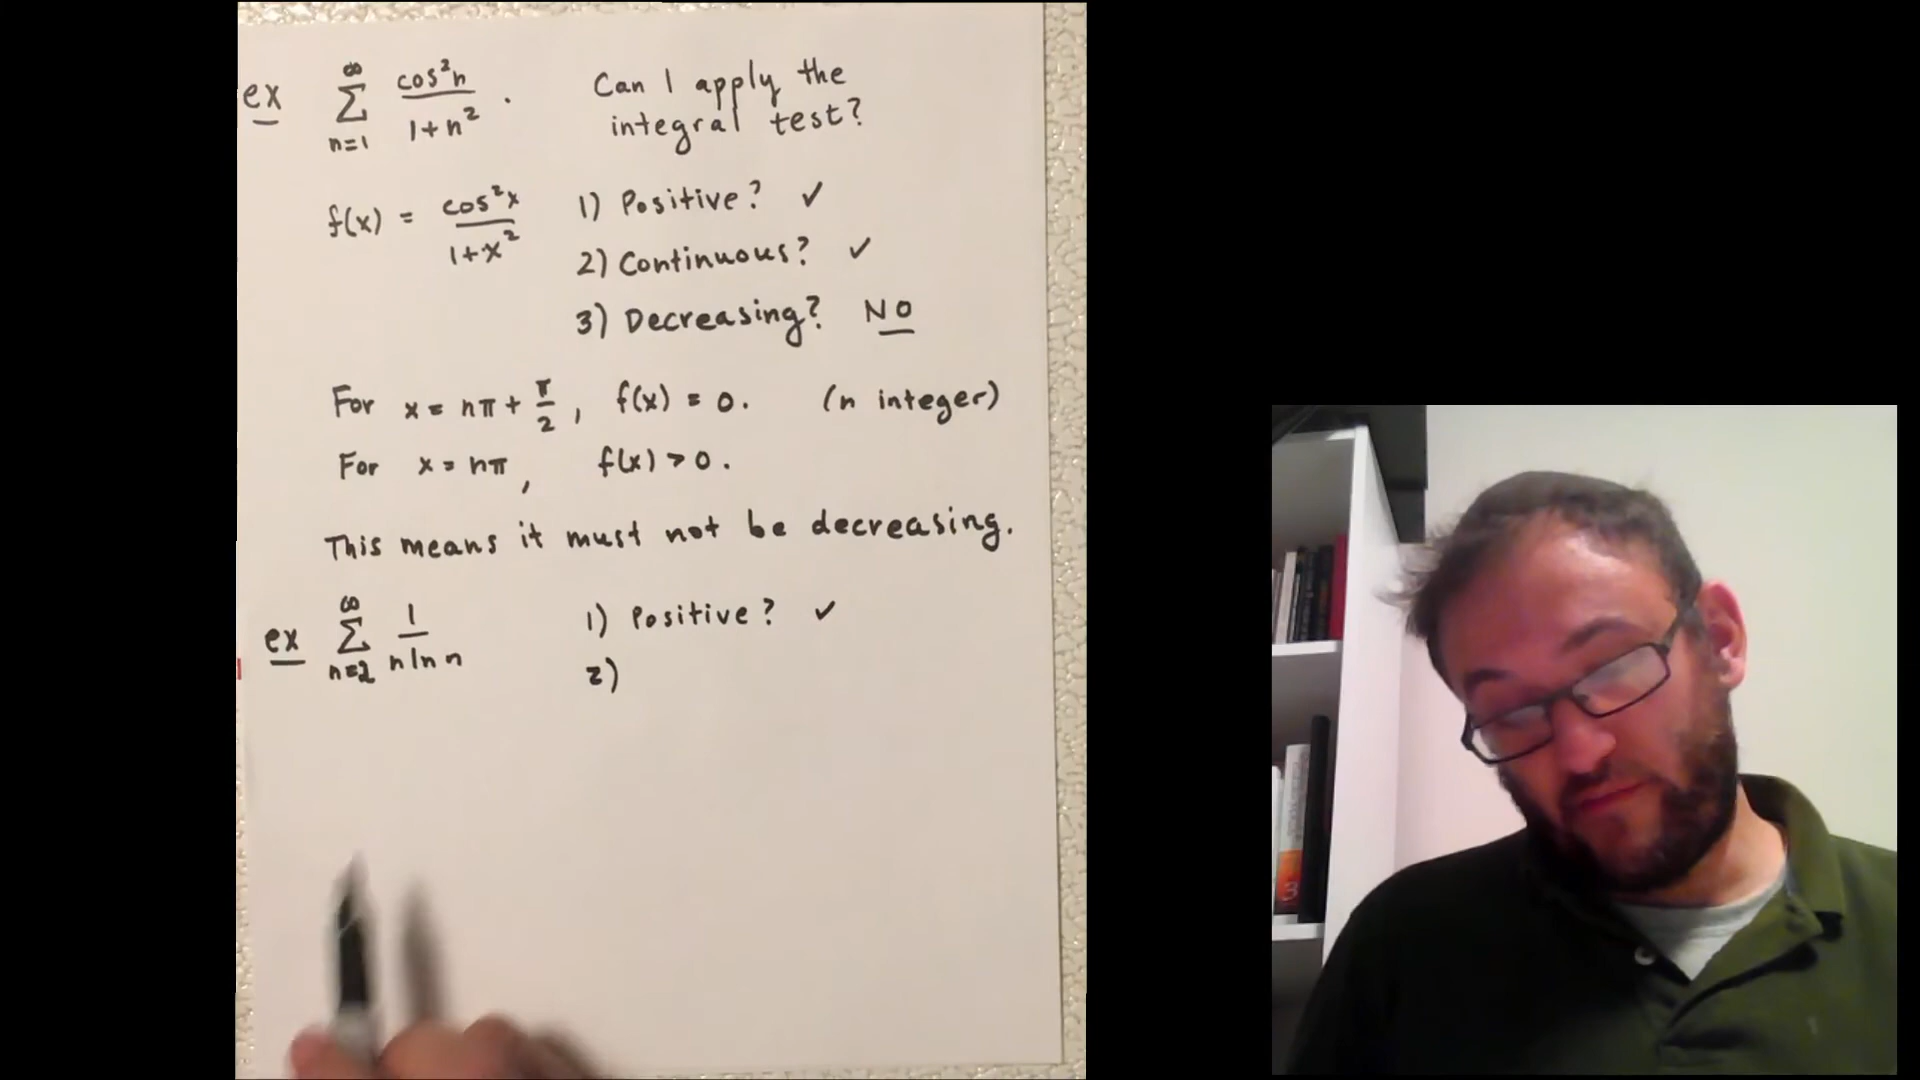 ex ∞ Σ n=1 cos²n / 1+n² . Can I apply the
integral test?
f(x) = cos²x / 1+x² 1) Positive? ✓
2) Continuous? ✓
3) Decreasing? NO
For x = nπ + π/2 , f(x) = 0. (n integer)
For x = nπ , f(x) > 0.
This means it must not be decreasing.
ex ∞ Σ n=2 1 / n ln n 1) Positive? ✓
2)
3